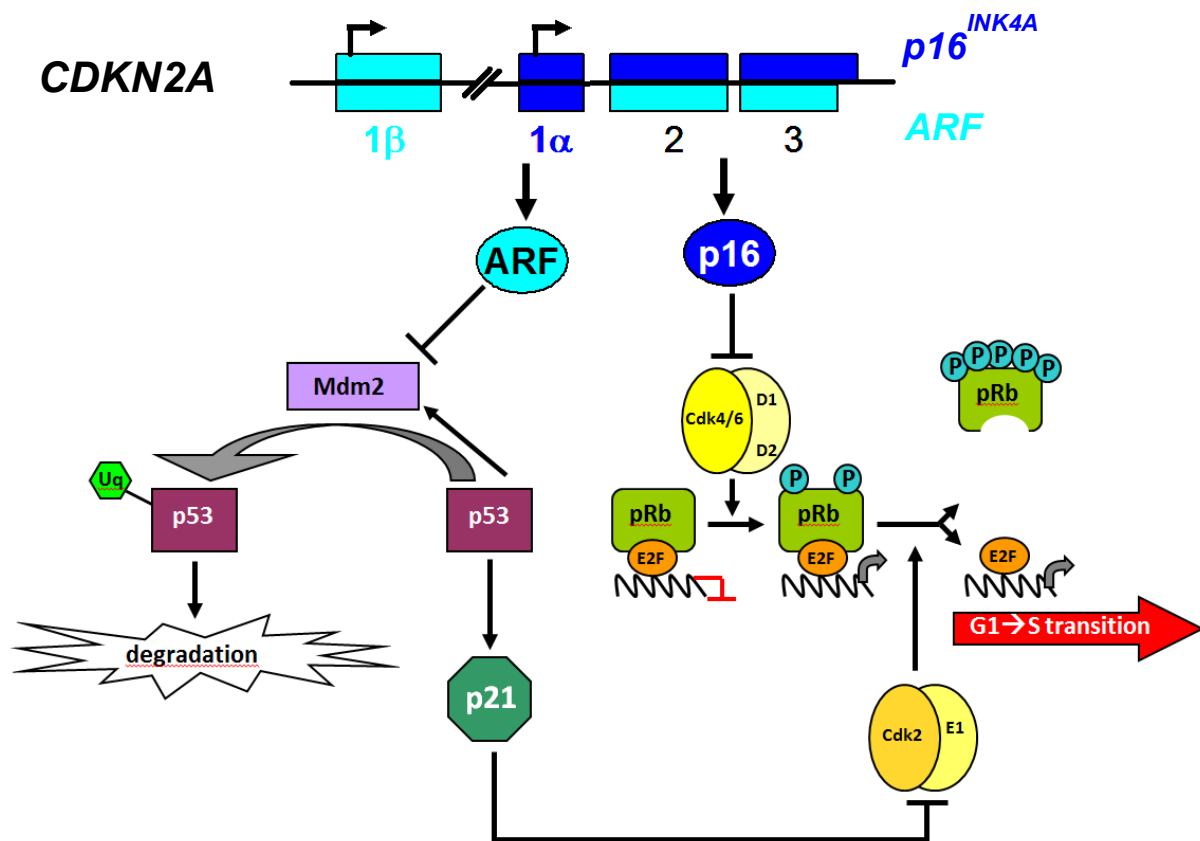 CDKN2A
p16INK4A
ARF
1β
1α
2
3
ARF
p16
Mdm2
Cdk4/6
D1
D2
P
P
P
P
P
pRb
Uq
p53
p53
pRb
E2F
P
P
pRb
E2F
E2F
G1→S transition
degradation
p21
Cdk2
E1